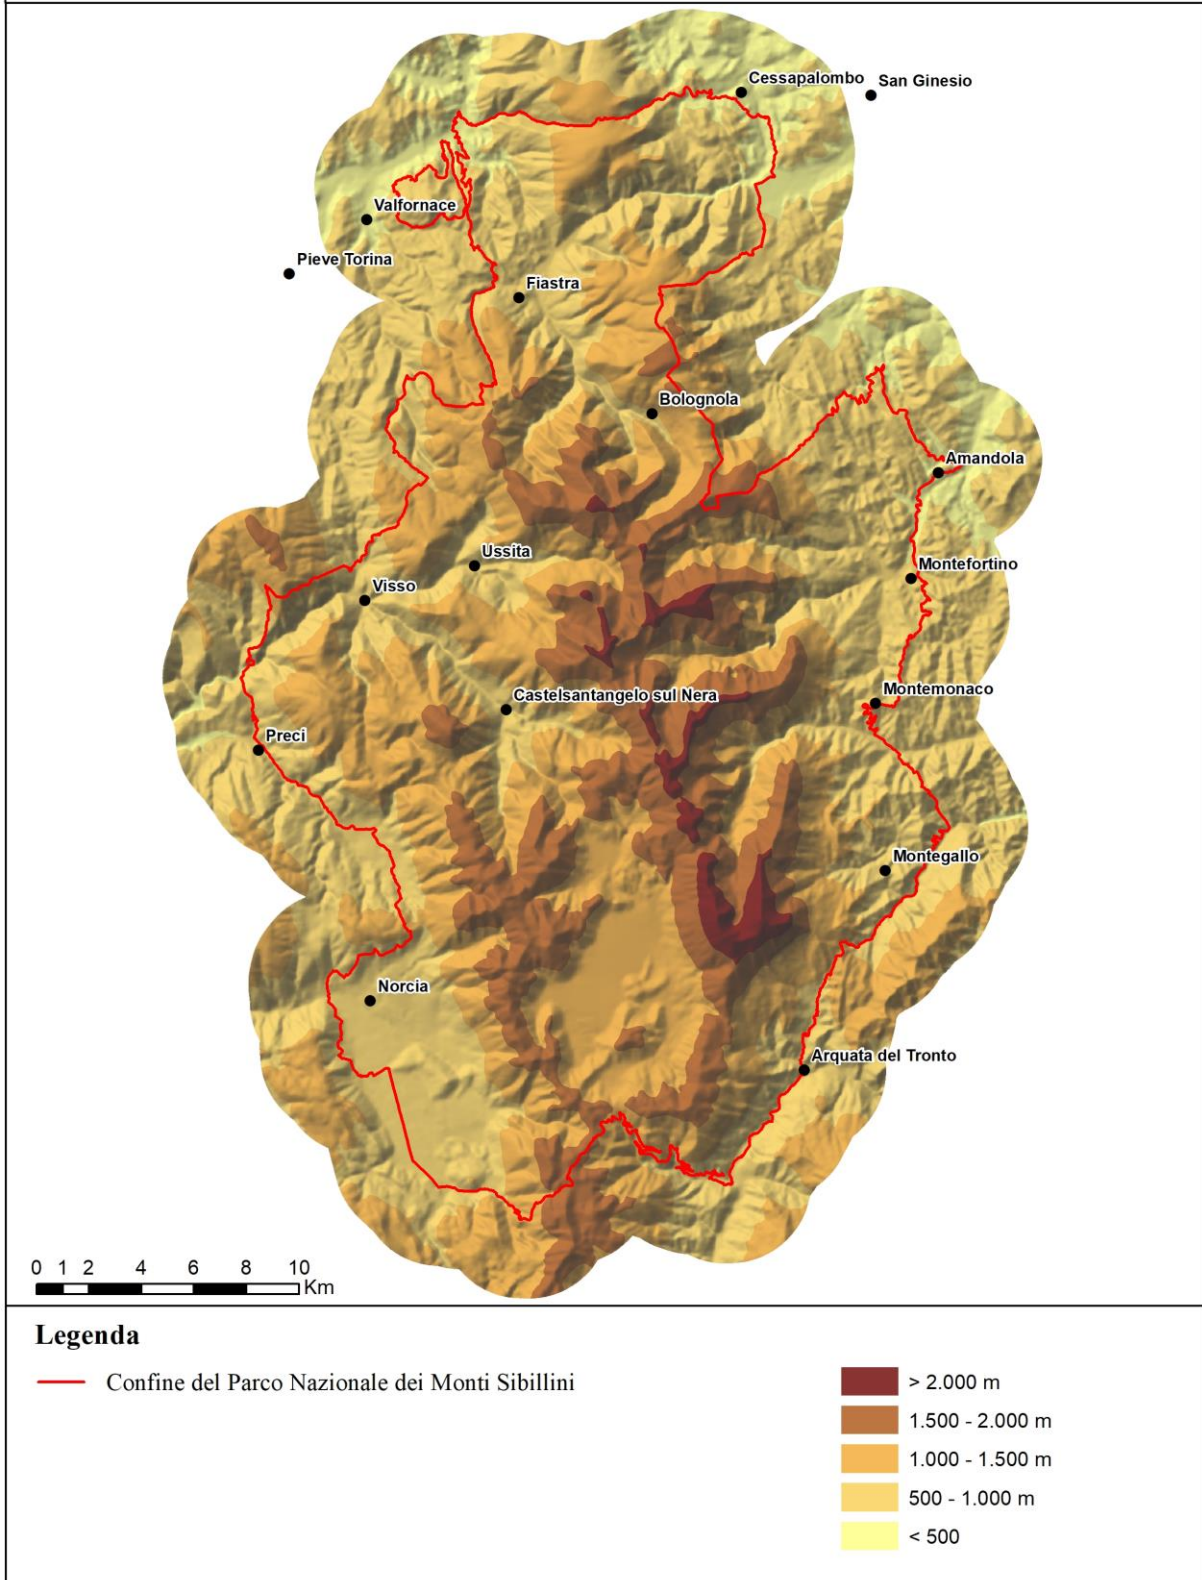 Cessapalombo
San Ginesio
Valfornace
Pieve Torina
Fiastra
Bolognola
Amandola
Ussita
Montefortino
Visso
Castelsantangelo sul Nera
Montemonaco
Preci
Montegallo
Norcia
Arquata del Tronto
0 1 2 4 6 8 10
Km
Legenda
Confine del Parco Nazionale dei Monti Sibillini
> 2.000 m
1.500 - 2.000 m
1.000 - 1.500 m
500 - 1.000 m
< 500